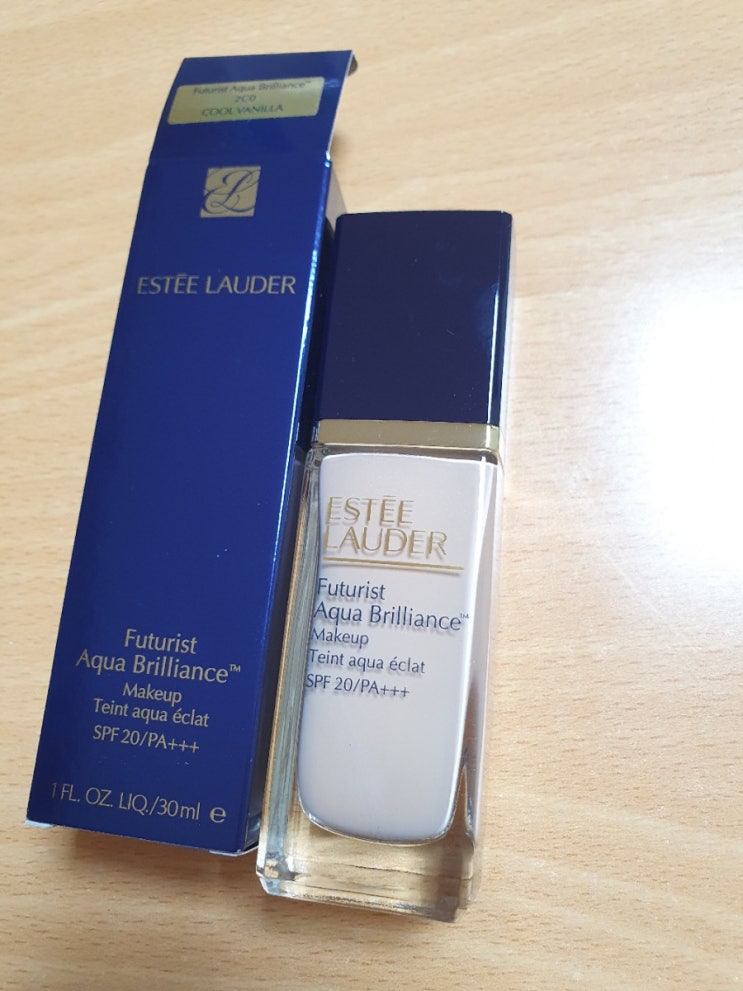 Futurist Aqua Brilliance™
2C0
COOL VANILLA
ESTĒE LAUDER
Futurist
Aqua Brilliance™
Makeup
Teint aqua éclat
SPF 20/PA+++
1 FL. OZ. LIQ./30ml e
ESTĒE
LAUDER
Futurist
Aqua Brilliance™
Makeup
Teint aqua éclat
SPF 20/PA+++